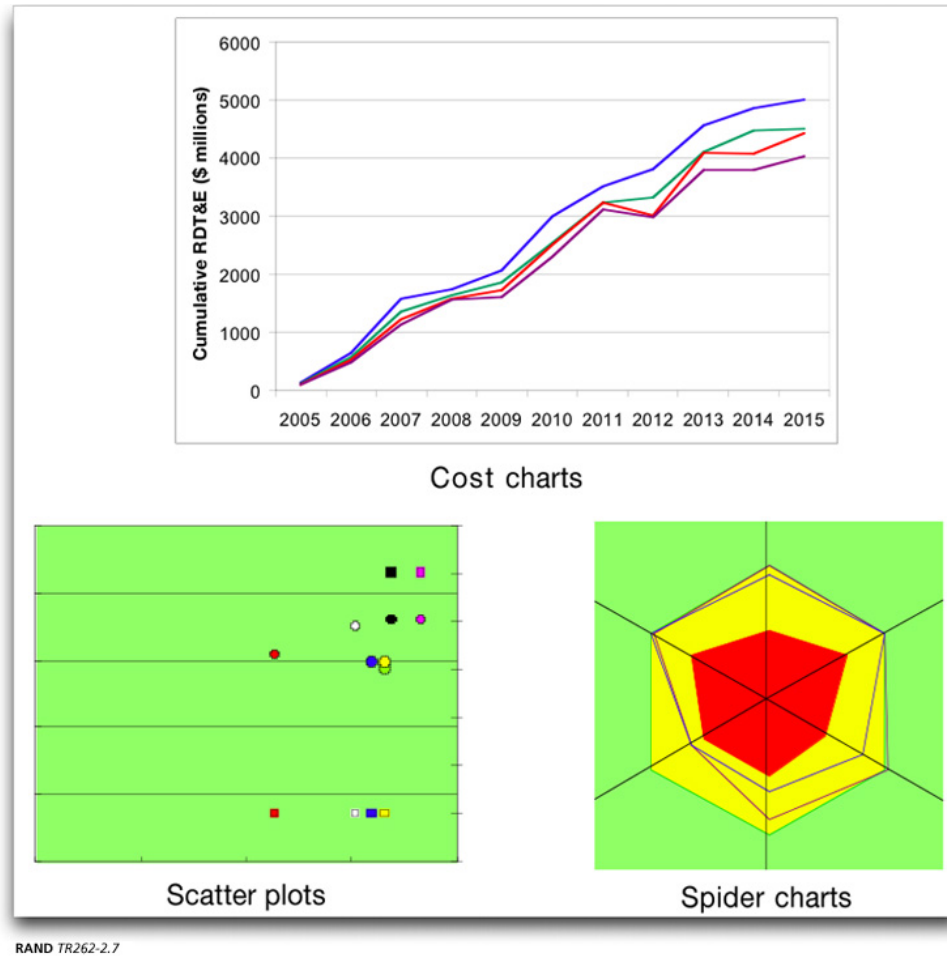 6000
5000
4000
3000
2000
1000
0
Cumulative RDT&E ($ millions)
2005 2006 2007 2008 2009 2010 2011 2012 2013 2014 2015
Cost charts
Scatter plots
Spider charts
RAND TR262-2.7